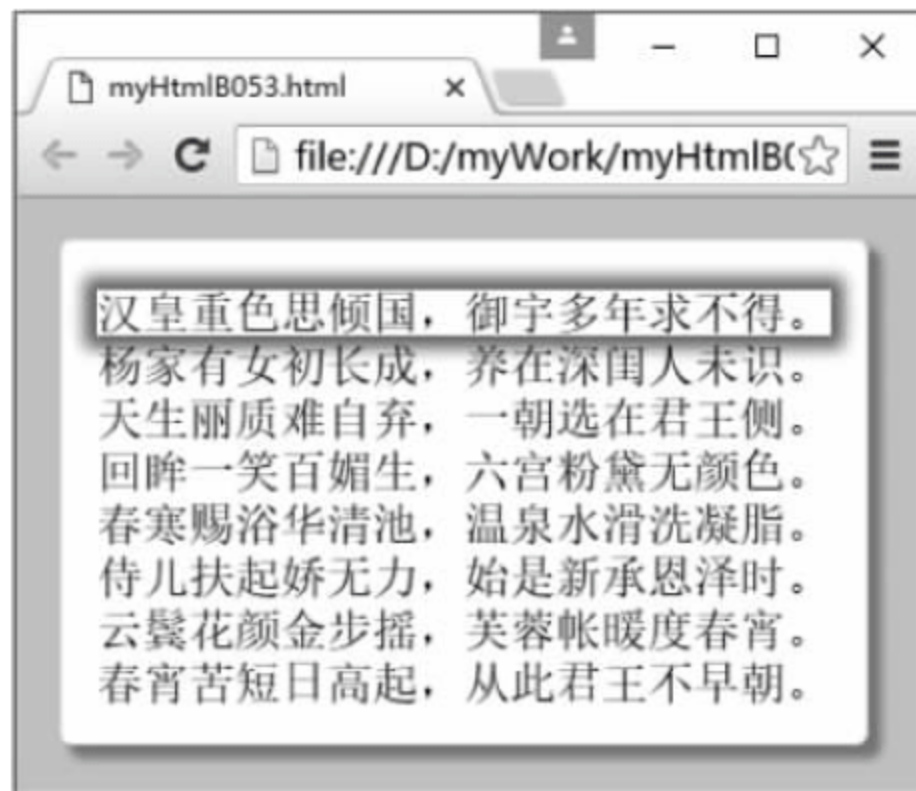 myHtmlB053.html
file:///D:/myWork/myHtmlB(
汉皇重色思倾国，御宇多年求不得。
杨家有女初长成，养在深闺人未识。
天生丽质难自弃，一朝选在君王侧。
回眸一笑百媚生，六宫粉黛无颜色。
春寒赐浴华清池，温泉水滑洗凝脂。
侍儿扶起娇无力，始是新承恩泽时。
云鬓花颜金步摇，芙蓉帐暖度春宵。
春宵苦短日高起，从此君王不早朝。